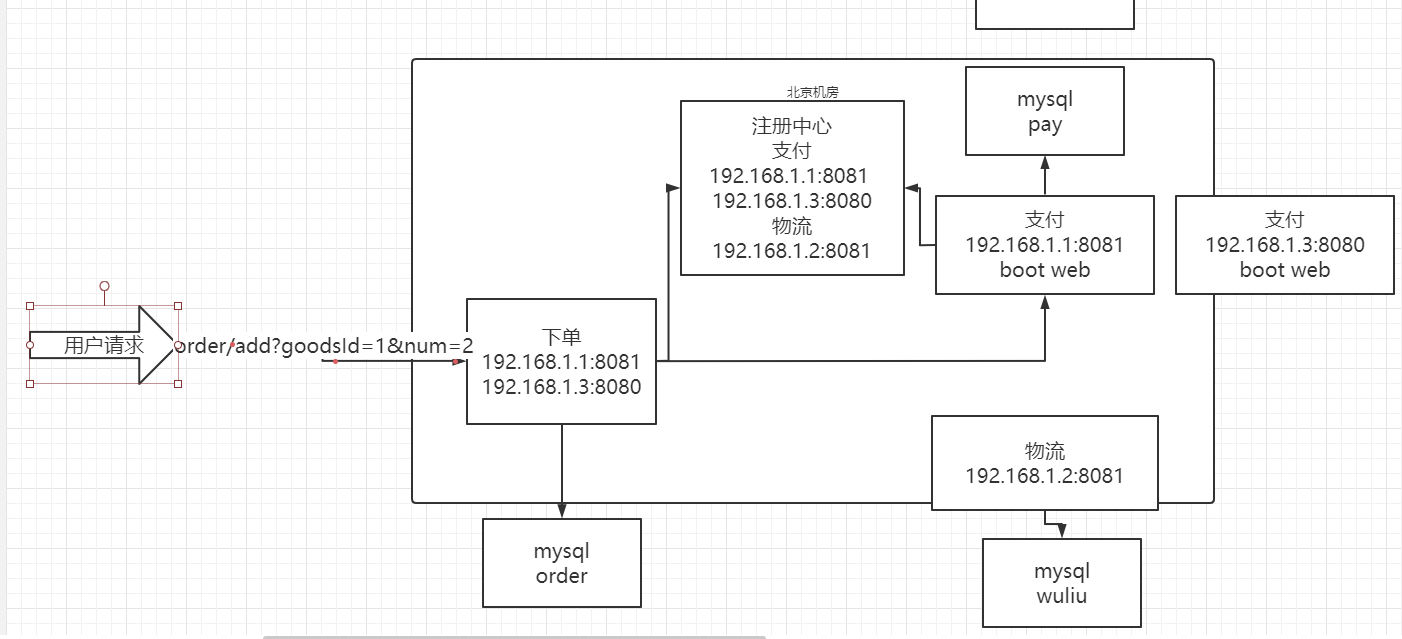 北京机房
注册中心
支付
192.168.1.1:8081
192.168.1.3:8080
物流
192.168.1.2:8081
mysql
pay
支付
192.168.1.1:8081
boot web
支付
192.168.1.3:8080
boot web
用户请求
order/add?goodsId=1&num=2
下单
192.168.1.1:8081
192.168.1.3:8080
物流
192.168.1.2:8081
mysql
order
mysql
wuliu